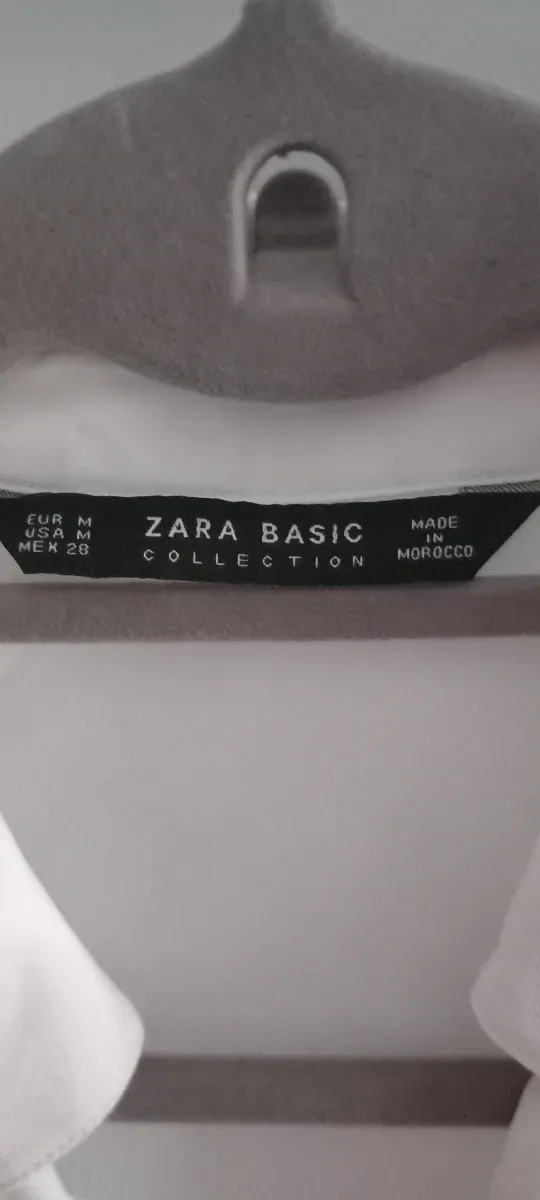 EUR M
USA M
MEX 28
ZARA BASIC
COLLECTION
MADE
IN
MOROCCO